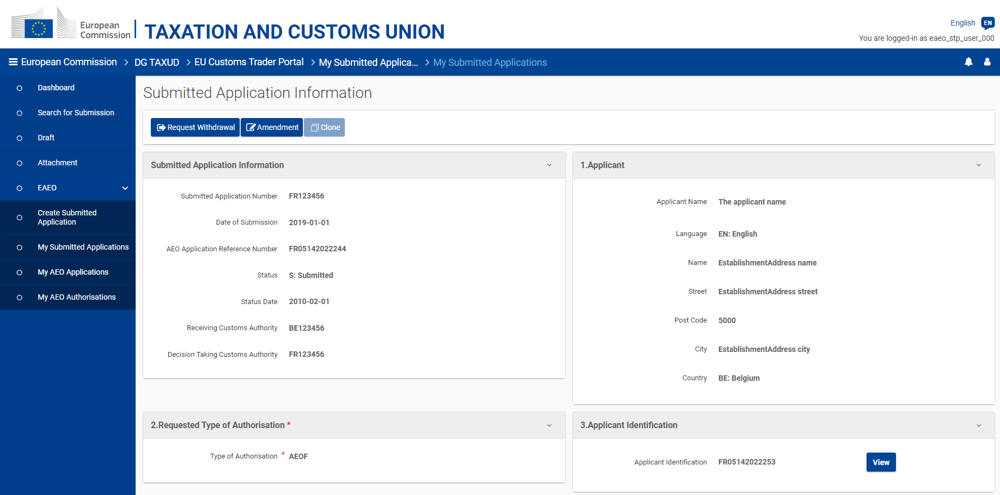 European
Commission
TAXATION AND CUSTOMS UNION
English EN
You are logged-in as eaeo_stp_user_000
European Commission > DG TAXUD > EU Customs Trader Portal > My Submitted Applica... > My Submitted Applications
Dashboard
Search for Submission
Draft
Attachment
EAEO
Create Submitted
Application
My Submitted Applications
My AEO Applications
My AEO Authorisations
Submitted Application Information
Request Withdrawal Amendment Clone
Submitted Application Information
Submitted Application Number FR123456
Date of Submission 2019-01-01
AEO Application Reference Number FR05142022244
Status S: Submitted
Status Date 2010-02-01
Receiving Customs Authority BE123456
Decision Taking Customs Authority FR123456
1.Applicant
Applicant Name The applicant name
Language EN: English
Name EstablishmentAddress name
Street EstablishmentAddress street
Post Code 5000
City EstablishmentAddress city
Country BE: Belgium
2.Requested Type of Authorisation *
Type of Authorisation * AEOF
3.Applicant Identification
Applicant Identification FR05142022253 View